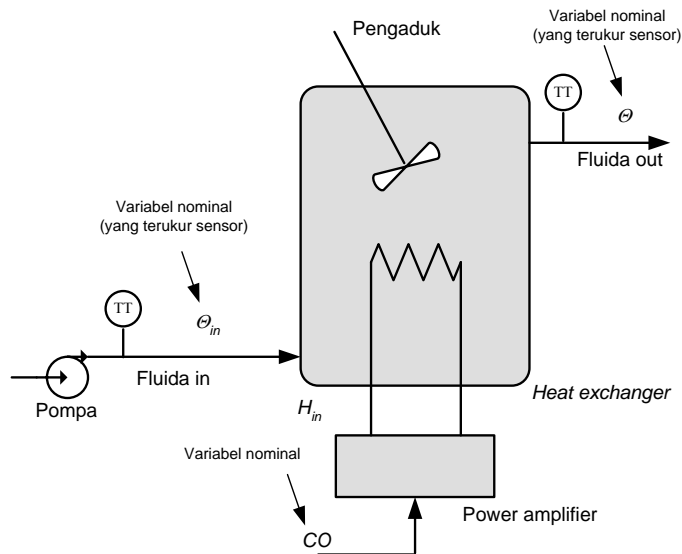 Variabel nominal
(yang terukur sensor)
Pengaduk
TT
Θ
Fluida out
Variabel nominal
(yang terukur sensor)
TT
Θin
Fluida in
Pompa
Hin
Heat exchanger
Variabel nominal
Power amplifier
CO